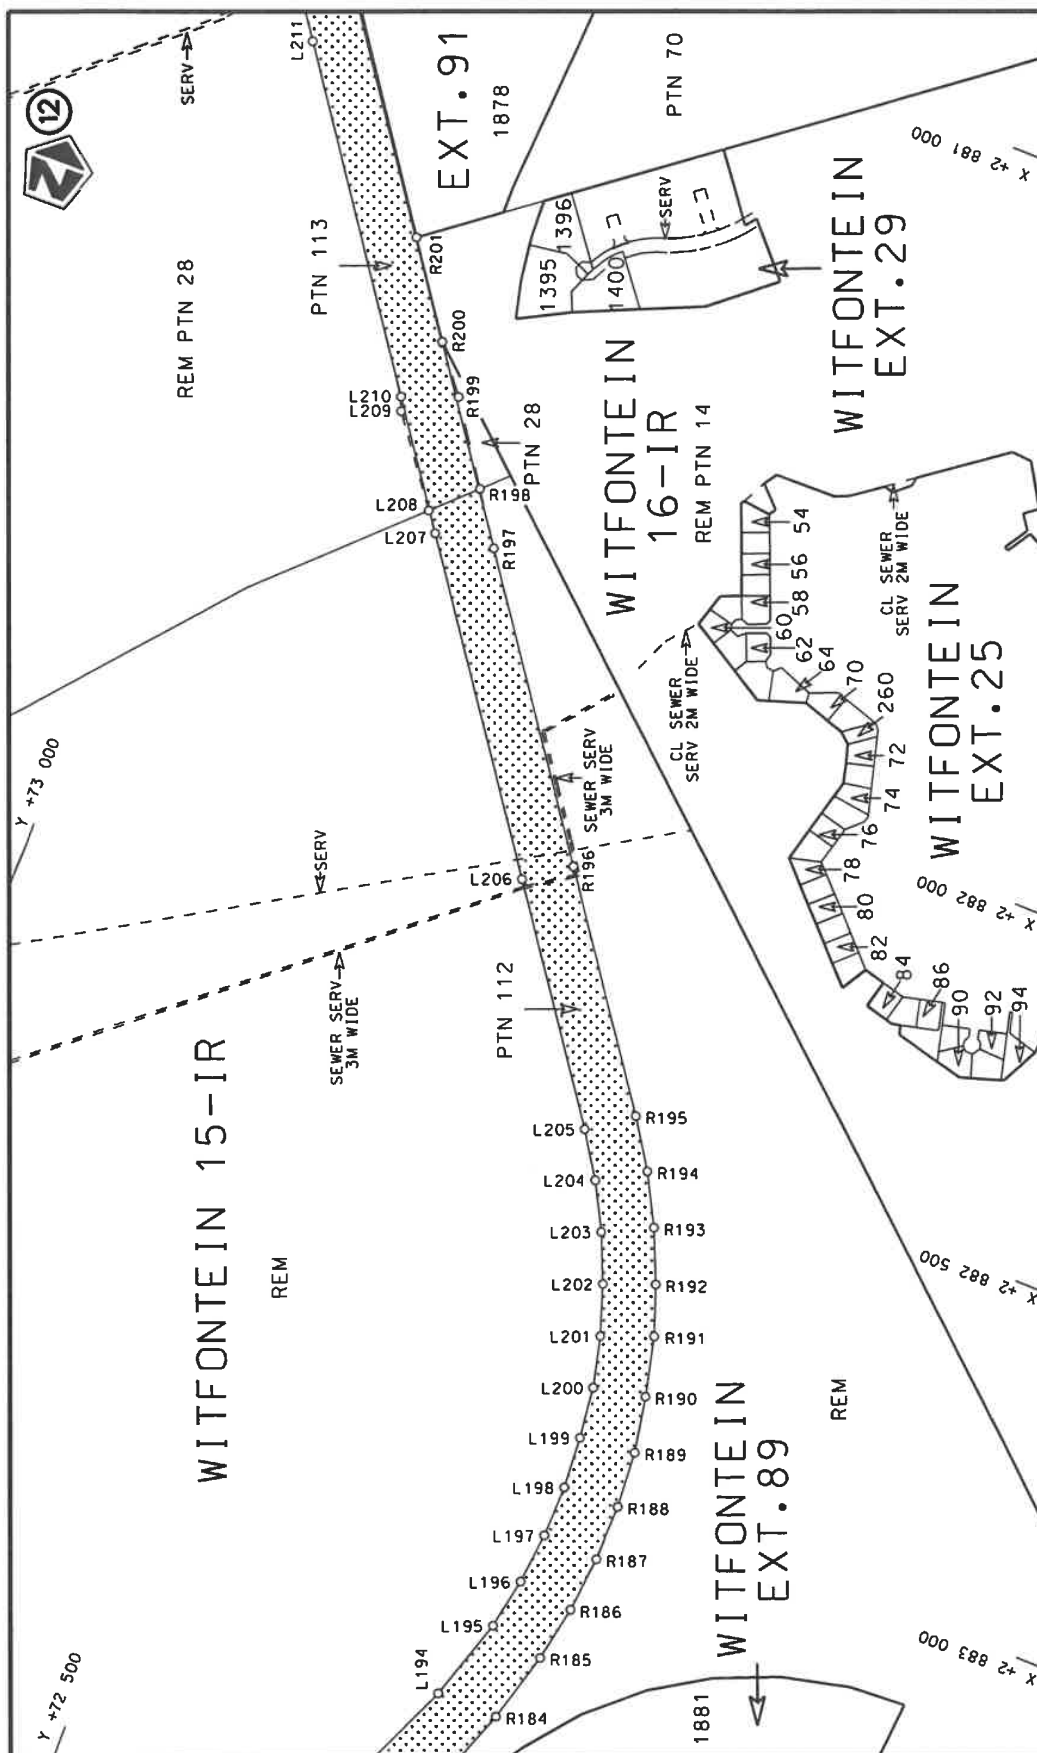 L211
SERV
12
N
EXT.91
1878
PTN 70
X +2 881 000
PTN 113
REM PTN 28
R201
1396
1395
1400
SERV
WITFONTEIN
EXT.29
R200
L210
L209
R199
PTN 28
L208
R198
L207
R197
WITFONTEIN
16-IR
REM PTN 14
54
56
58
60
62
64
70
260
72
74
76
78
80
82
84
86
90
92
94
CL SEWER
SERV 2M WIDE
CL SEWER
SERV 2M WIDE
WITFONTEIN
EXT.25
X +2 882 000
Y +73 000
SERV
SEWER SERV
3M WIDE
L206
R196
SEWER SERV
3M WIDE
PTN 112
WITFONTEIN 15-IR
REM
L205
R195
L204
R194
L203
R193
L202
R192
L201
R191
L200
R190
L199
R189
L198
R188
L197
R187
L196
R186
L195
R185
L194
R184
X +2 882 500
REM
WITFONTEIN
EXT.89
1881
X +2 883 000
Y +72 500